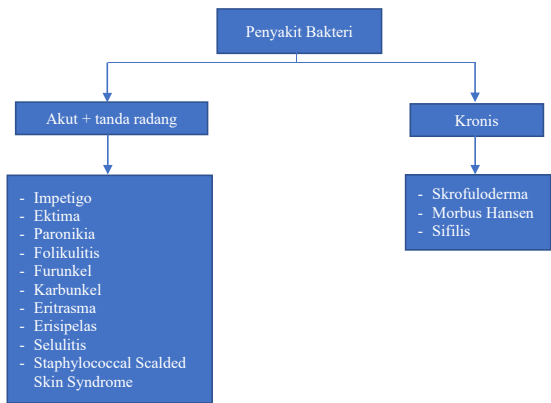 Penyakit Bakteri
Akut + tanda radang
Kronis
- Impetigo
- Ektima
- Paronikia
- Folikulitis
- Furunkel
- Karbunkel
- Eritrasma
- Erisipelas
- Selulitis
- Staphylococcal Scalded
Skin Syndrome
- Skrofuloderma
- Morbus Hansen
- Sifilis